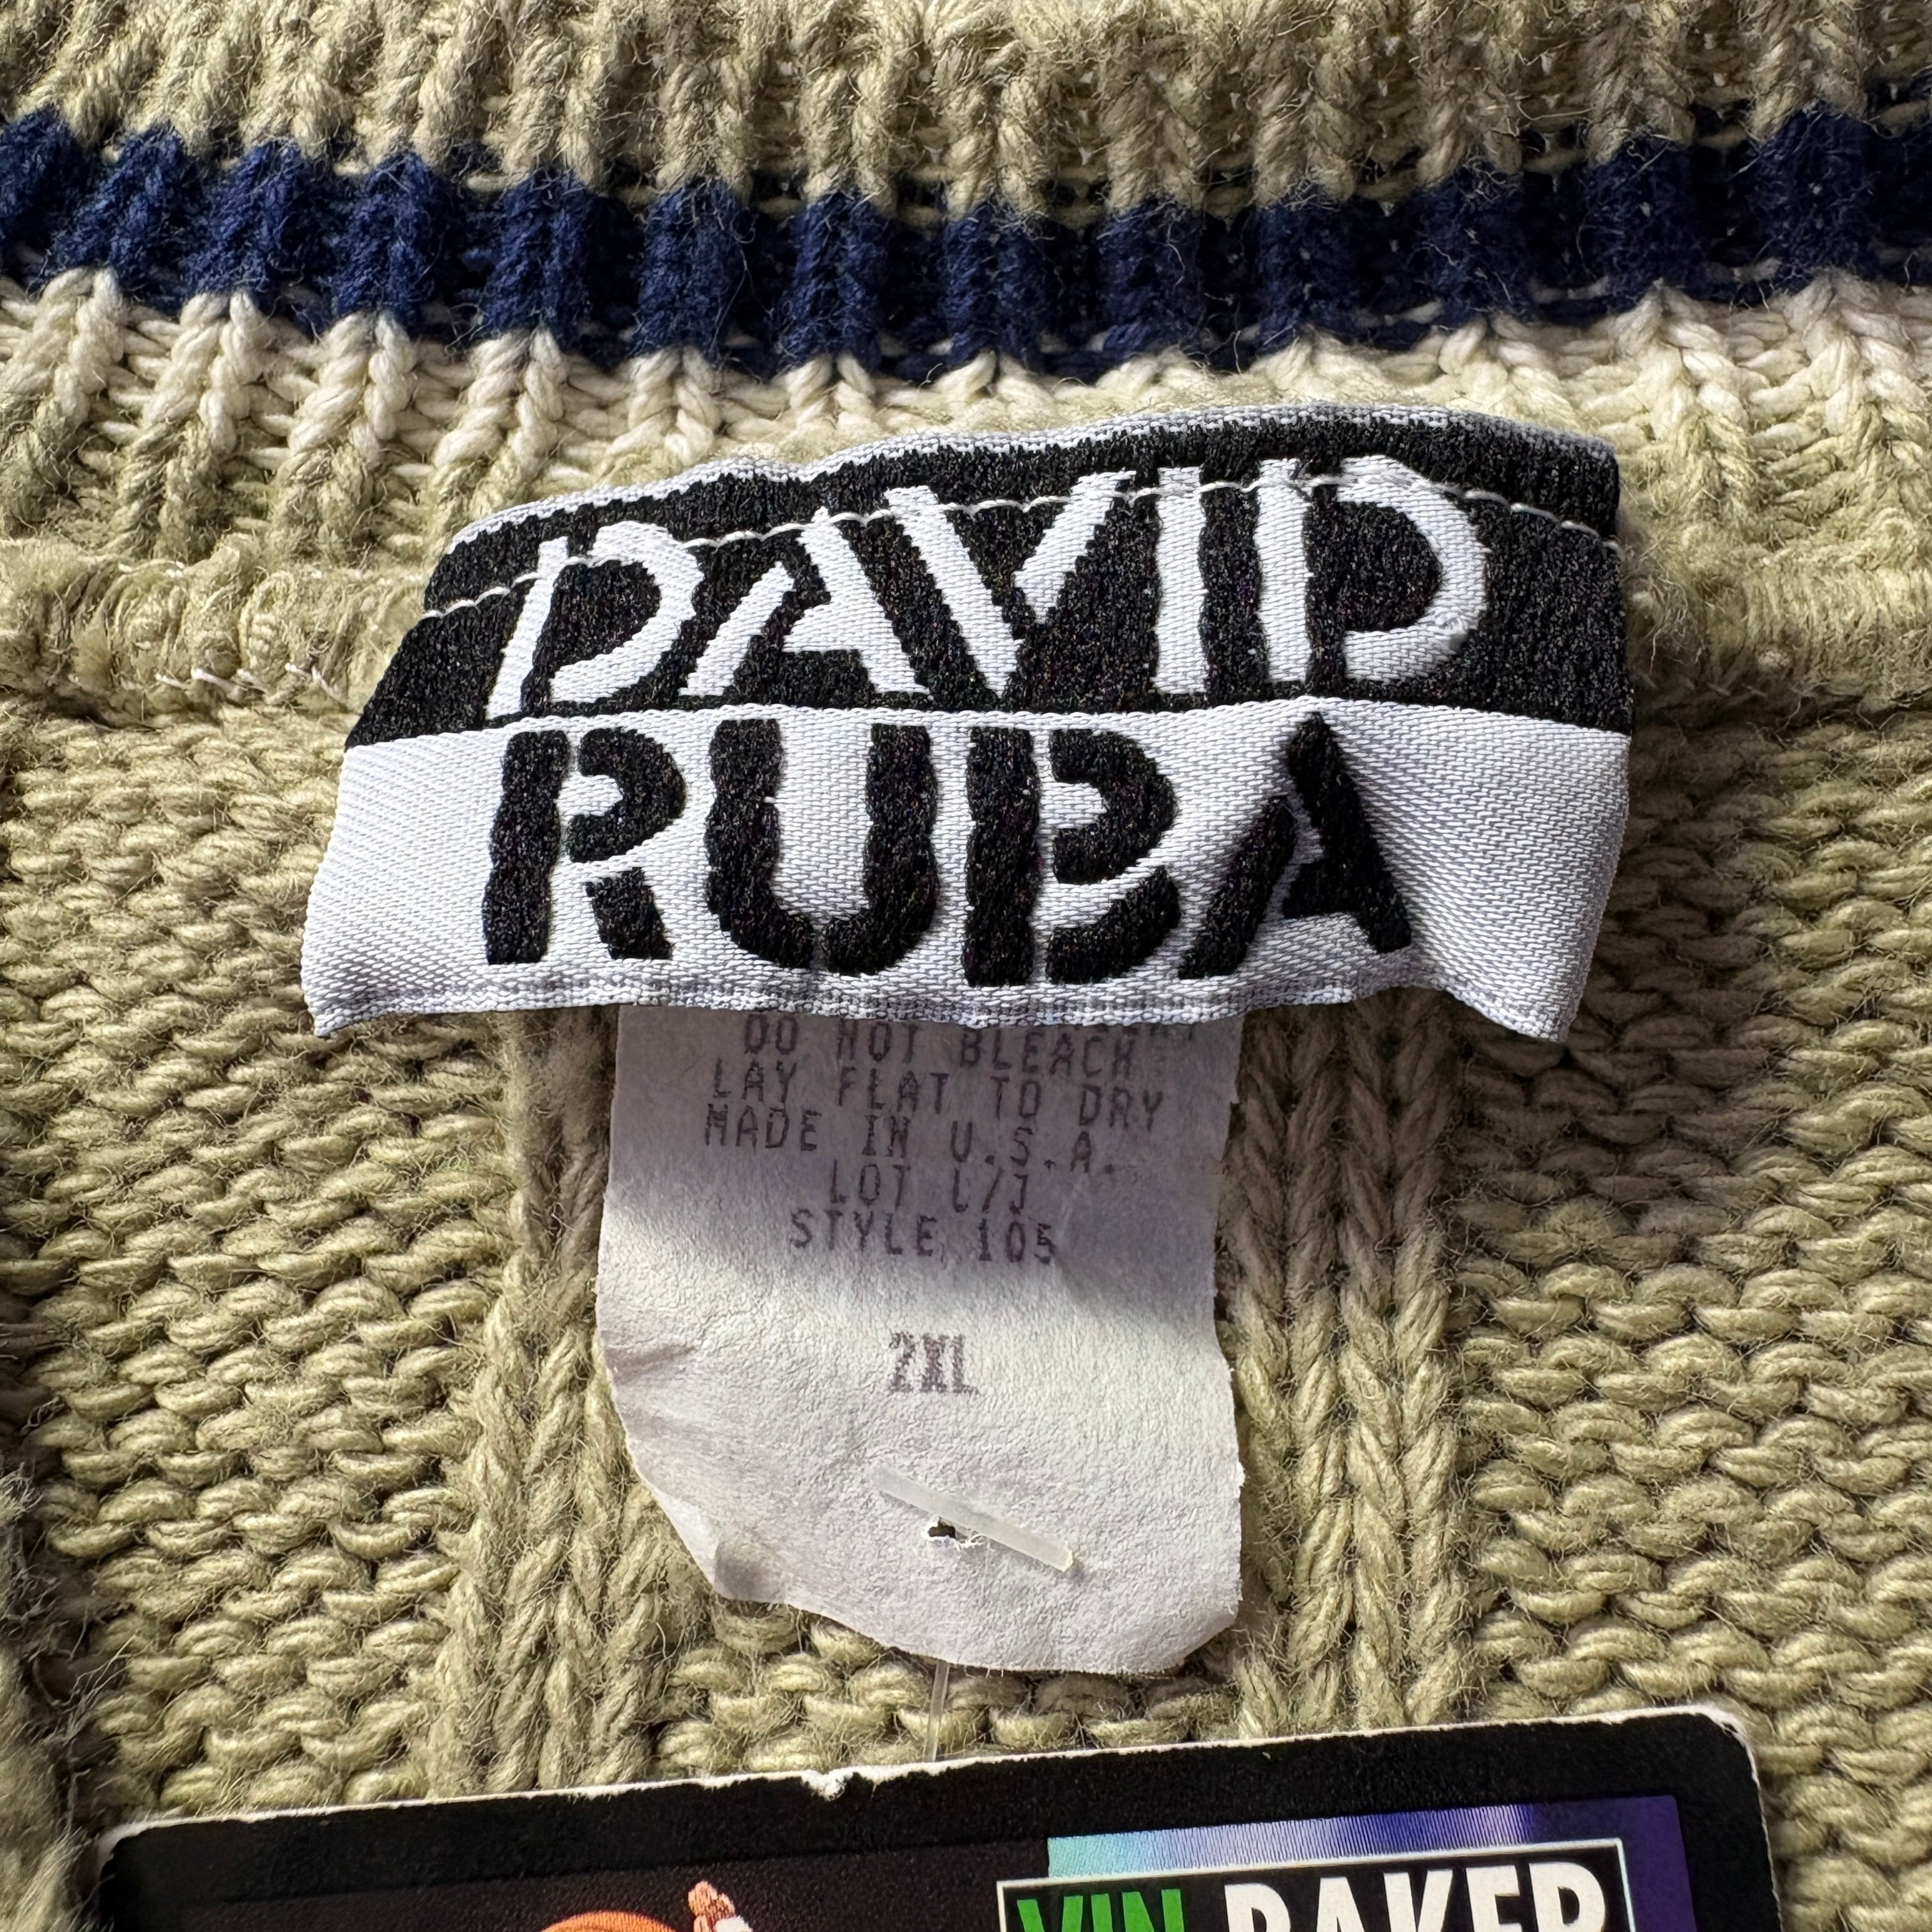 DAVID
RUBA
DO NOT BLEACH
LAY FLAT TO DRY
MADE IN U.S.A.
LOT L/J
STYLE 105
2XL
VIN BAKER